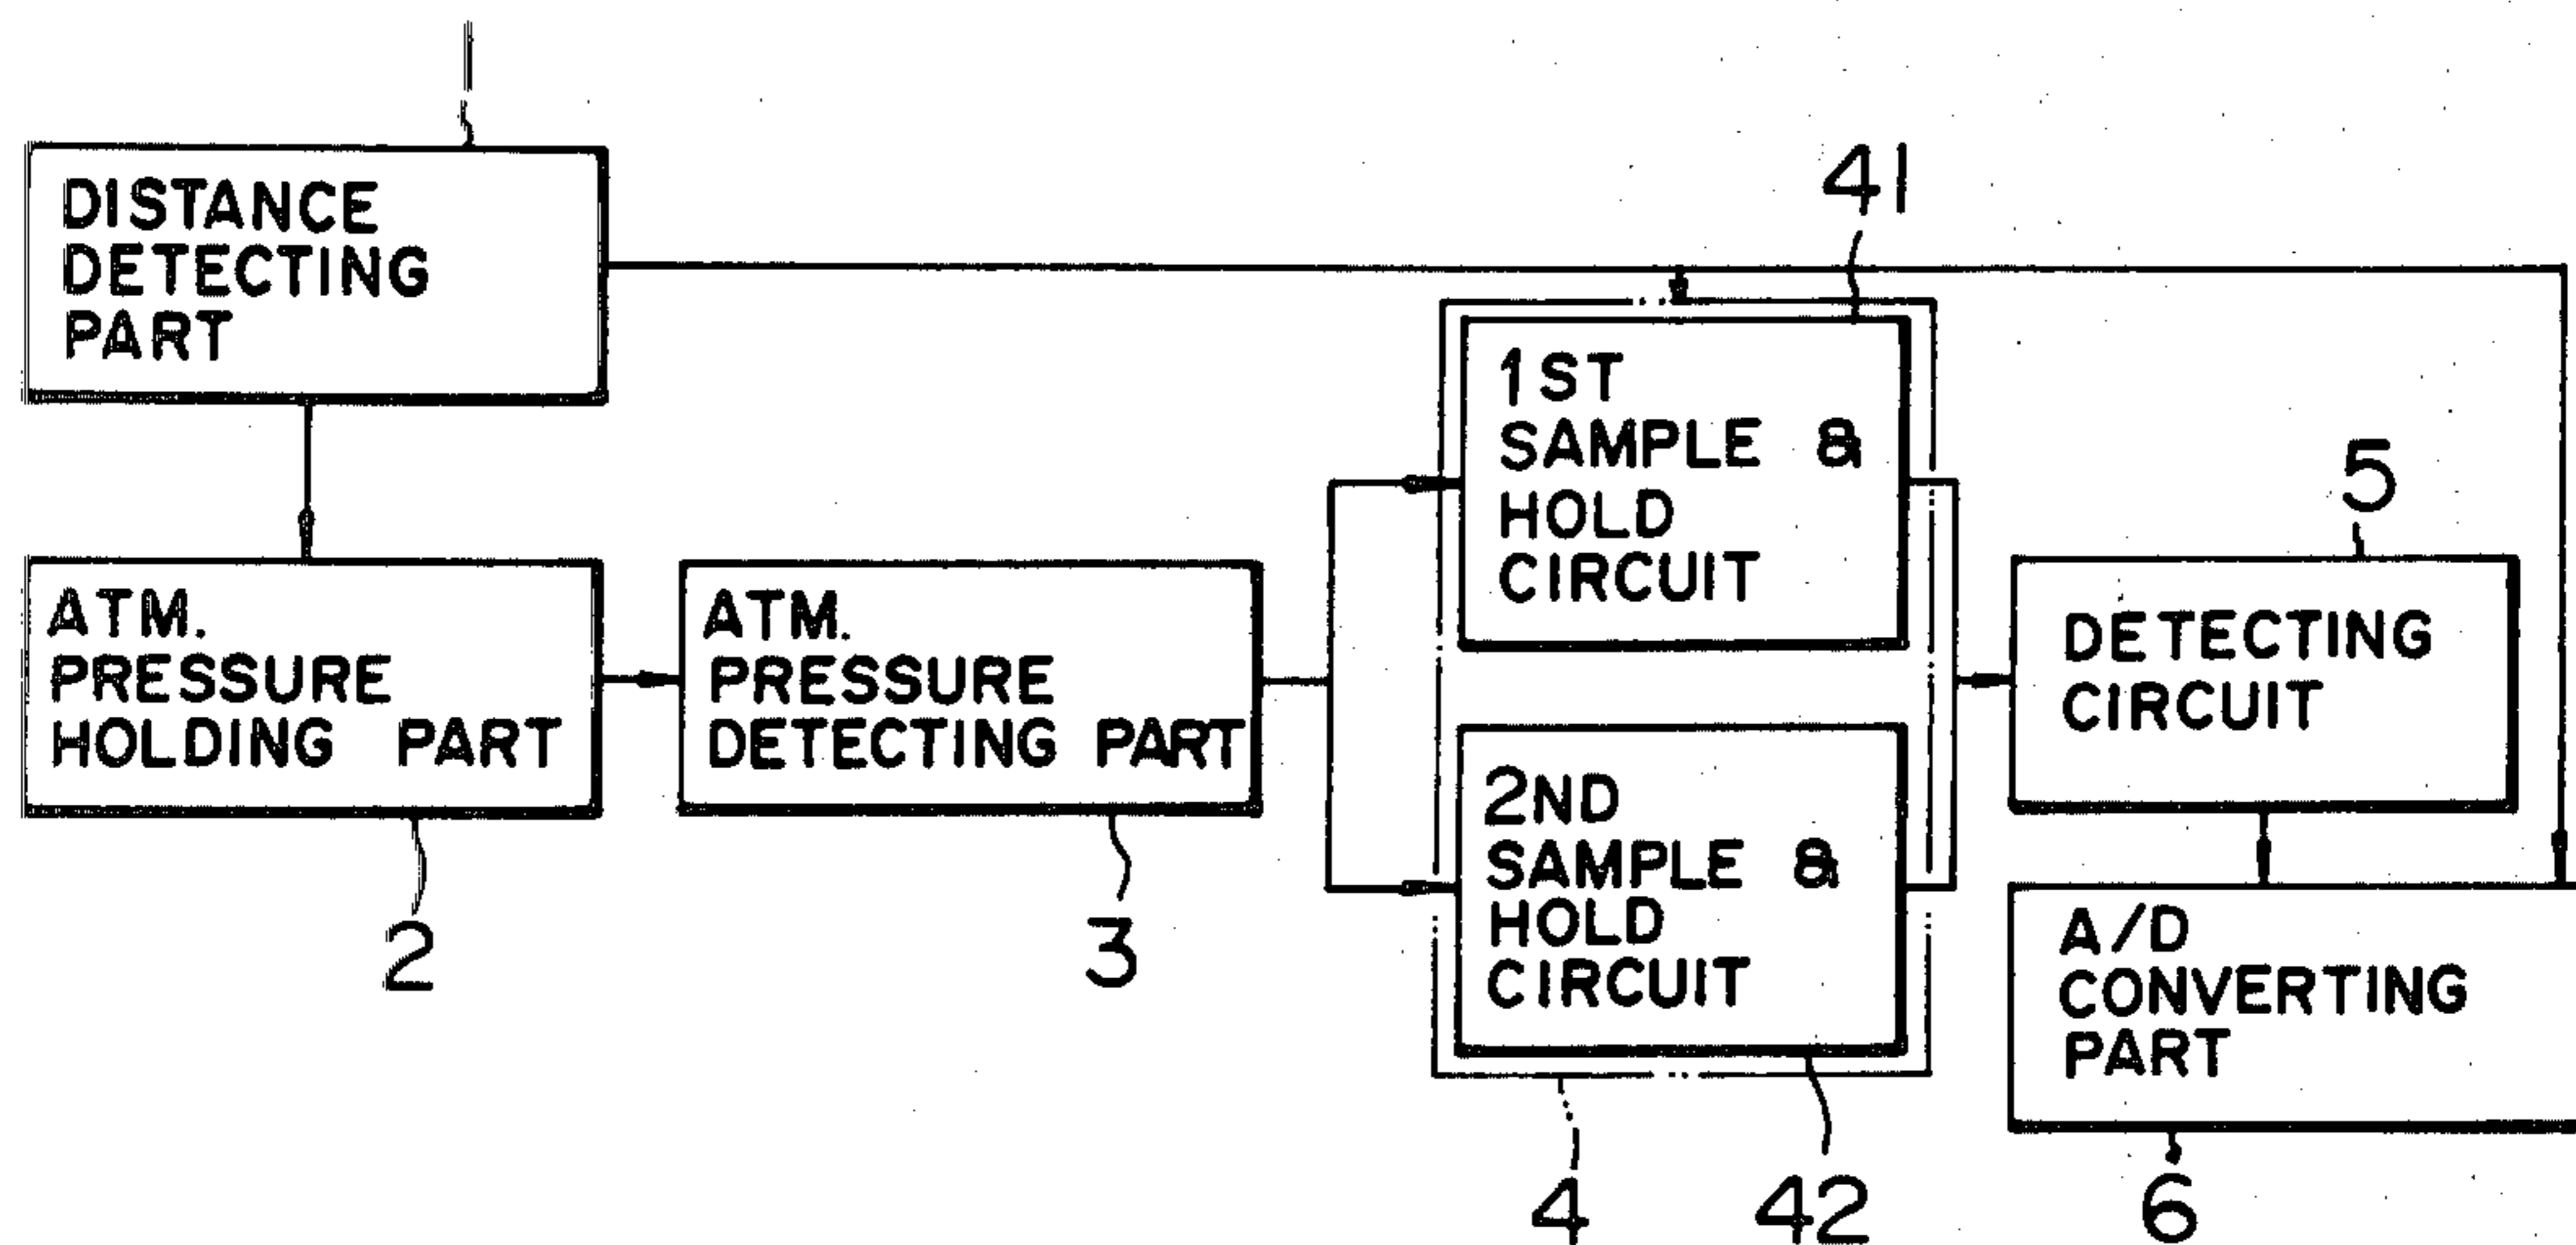 1
DISTANCE
DETECTING
PART
41
1ST
SAMPLE &
HOLD
CIRCUIT
5
ATM.
PRESSURE
HOLDING PART
ATM.
PRESSURE
DETECTING PART
DETECTING
CIRCUIT
2ND
SAMPLE &
HOLD
CIRCUIT
A/D
CONVERTING
PART
2
3
4
42
6